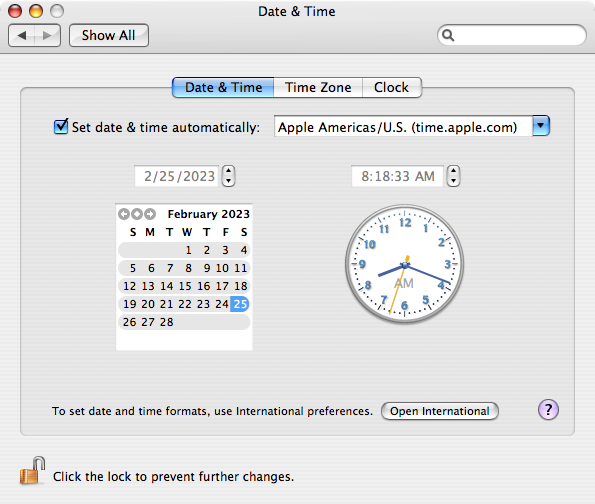 Date & Time
Show All
Date & Time Time Zone Clock
Set date & time automatically: Apple Americas/U.S. (time.apple.com)
2/25/2023 8:18:33 AM
February 2023
S M T W T F S
1 2 3 4
5 6 7 8 9 10 11
12 13 14 15 16 17 18
19 20 21 22 23 24 25
26 27 28
12 1 2 3 4 5 6 7 8 9 10 11
AM
To set date and time formats, use International preferences. Open International ?
Click the lock to prevent further changes.